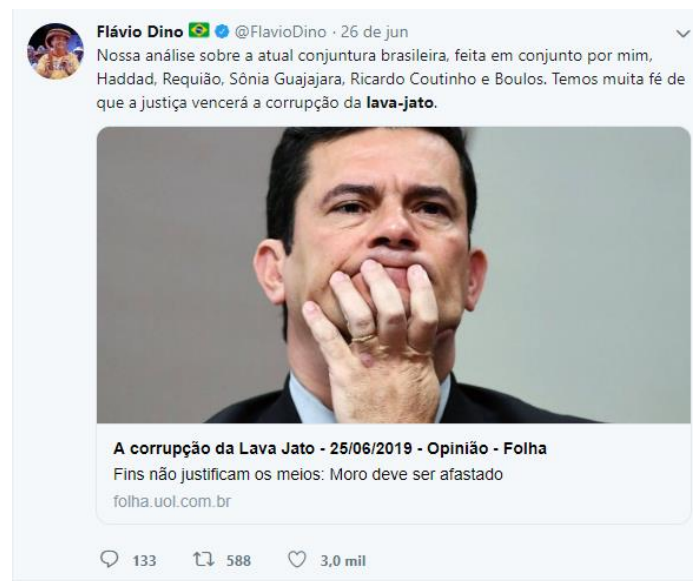 Flávio Dino 🇧🇷 @FlavioDino · 26 de jun
Nossa análise sobre a atual conjuntura brasileira, feita em conjunto por mim,
Haddad, Requião, Sônia Guajajara, Ricardo Coutinho e Boulos. Temos muita fé de
que a justiça vencerá a corrupção da lava-jato.
A corrupção da Lava Jato - 25/06/2019 - Opinião - Folha
Fins não justificam os meios: Moro deve ser afastado
folha.uol.com.br
133 588 3,0 mil